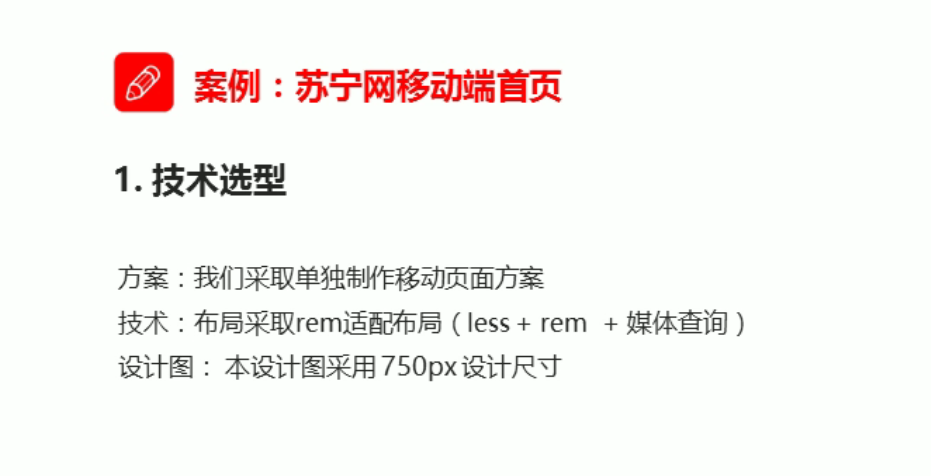 案例：苏宁网移动端首页
1. 技术选型
方案：我们采取单独制作移动页面方案
技术：布局采取rem适配布局（less + rem + 媒体查询）
设计图： 本设计图采用 750px 设计尺寸